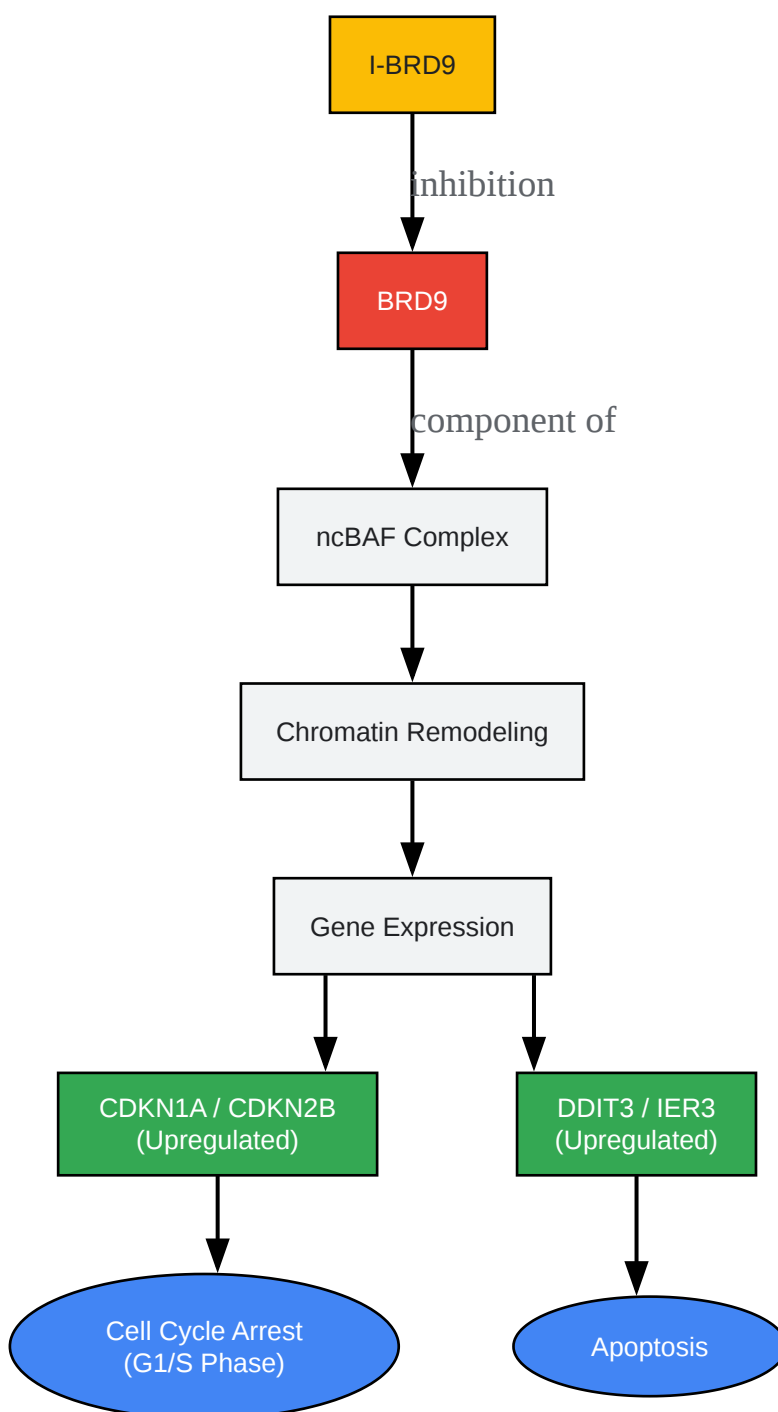 I-BRD9
inhibition
BRD9
component of
ncBAF Complex
Chromatin Remodeling
Gene Expression
CDKN1A / CDKN2B
(Upregulated)
DDIT3 / IER3
(Upregulated)
Cell Cycle Arrest
(G1/S Phase)
Apoptosis